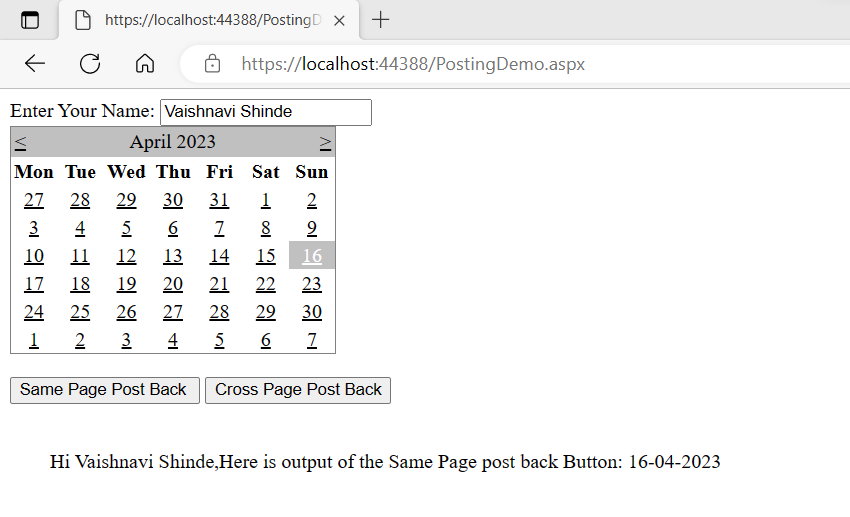 https://localhost:44388/PostingD
https://localhost:44388/PostingDemo.aspx
Enter Your Name: Vaishnavi Shinde
< April 2023 >
Mon Tue Wed Thu Fri Sat Sun
27 28 29 30 31 1 2
3 4 5 6 7 8 9
10 11 12 13 14 15 16
17 18 19 20 21 22 23
24 25 26 27 28 29 30
1 2 3 4 5 6 7
Same Page Post Back Cross Page Post Back
Hi Vaishnavi Shinde,Here is output of the Same Page post back Button: 16-04-2023